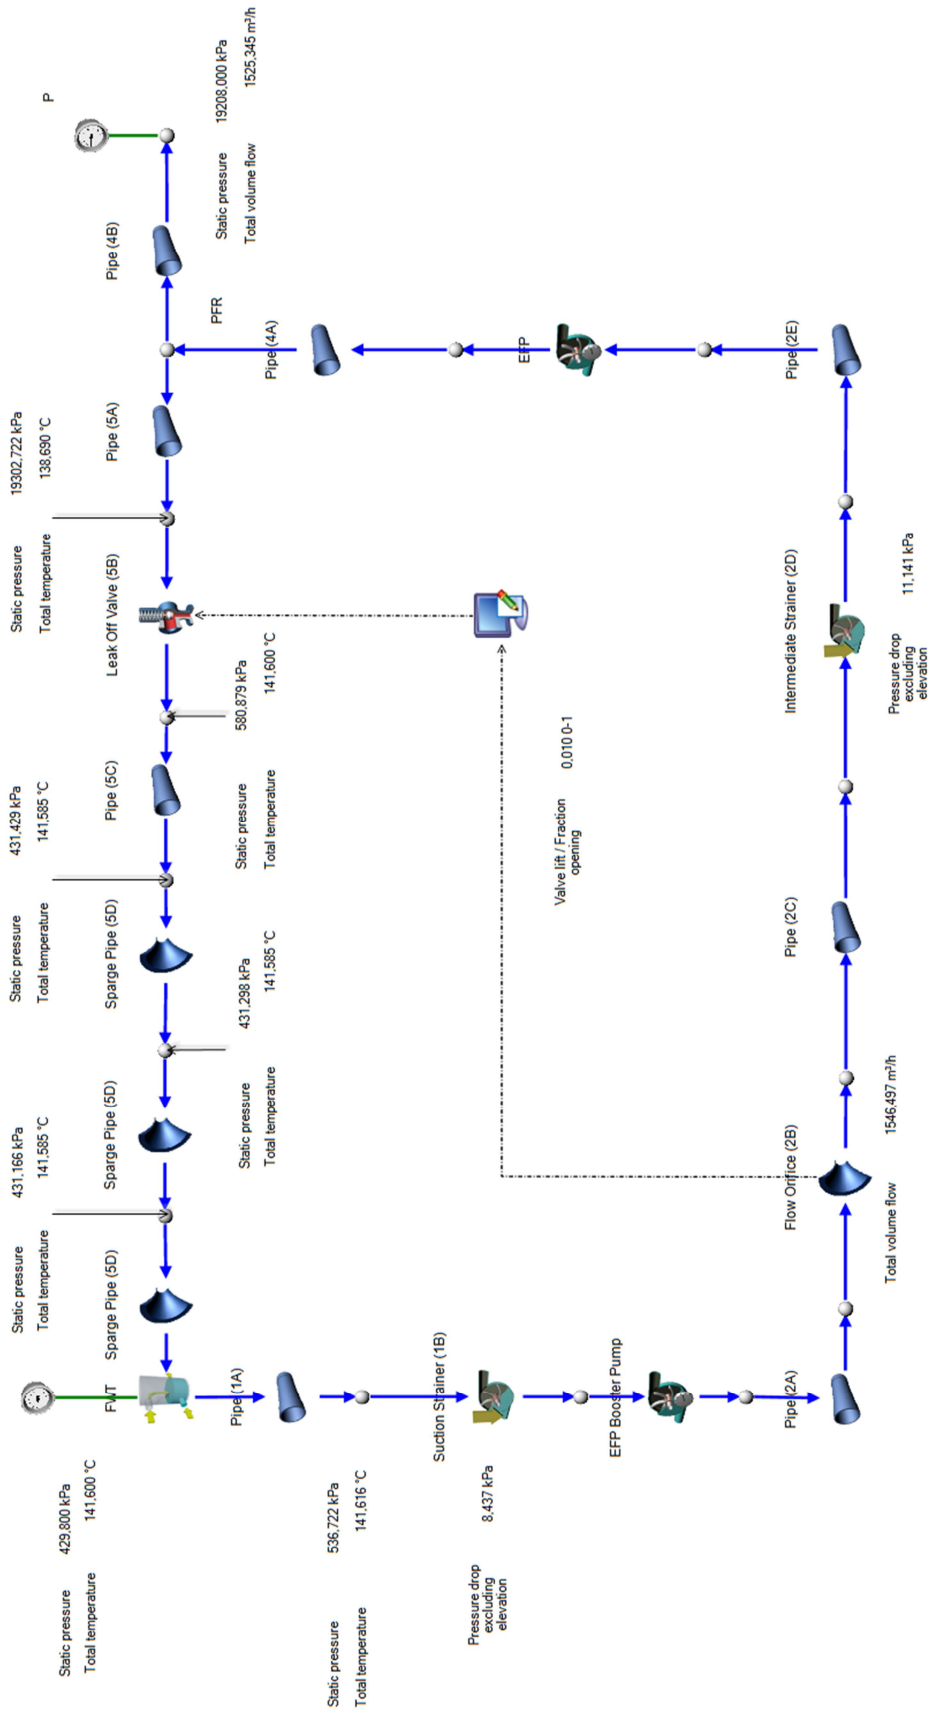 Static pressure 431,166 kPa
Total temperature 141,585 °C
Static pressure 431,429 kPa
Total temperature 141,585 °C
Static pressure 19302,722 kPa
Total temperature 138,690 °C
P
Static pressure 429,800 kPa
Total temperature 141,600 °C
FWT
Sparge Pipe (5D)
Sparge Pipe (5D)
Sparge Pipe (5D)
Pipe (5C)
Leak Off Valve (5B)
Pipe (5A)
Pipe (4B)
PFR
Static pressure 19208,000 kPa
Total volume flow 1525,345 m³/h
Static pressure 431,298 kPa
Total temperature 141,585 °C
Static pressure 580,879 kPa
Total temperature 141,600 °C
Pipe (1A)
Pipe (4A)
Static pressure 536,722 kPa
Total temperature 141,616 °C
Suction Strainer (1B)
Pressure drop
excluding
elevation
8,437 kPa
EFP
Valve lift / Fraction
opening
0,010 0-1
EFP Booster Pump
Pipe (2A)
Flow Orifice (2B)
Pipe (2C)
Intermediate Strainer (2D)
Pipe (2E)
Total volume flow 1546,497 m³/h
Pressure drop
excluding
elevation
11,141 kPa